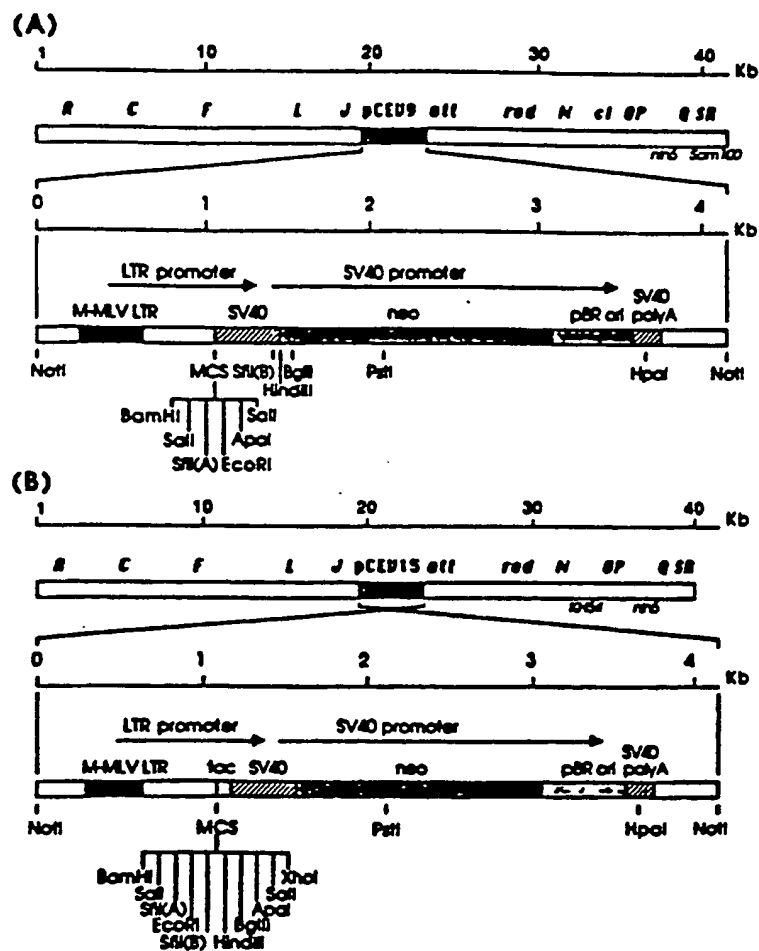 (A)
1 10 20 30 40 Kb
R C F L J pCEV9 att red N cI OP Q SR
nin5 Sam100
0 1 2 3 4 Kb
LTR promoter SV40 promoter
M-MLV LTR SV40 neo pBR ori SV40 polyA
NotI MCS SfiI(B) BglII PstI HpaI NotI
HindIII
BamHI SalI
SalI ApaI
SfiI(A) EcoRI
(B)
1 10 20 30 40 Kb
R C F L J pCEV15 att red N OP Q SR
nin5
0 1 2 3 4 Kb
LTR promoter SV40 promoter
M-MLV LTR tac SV40 neo pBR ori SV40 polyA
NotI MCS PstI HpaI NotI
BamHI XhoI
SalI SalI
SfiI(A) ApaI
EcoRI BglII
SfiI(B) HindIII